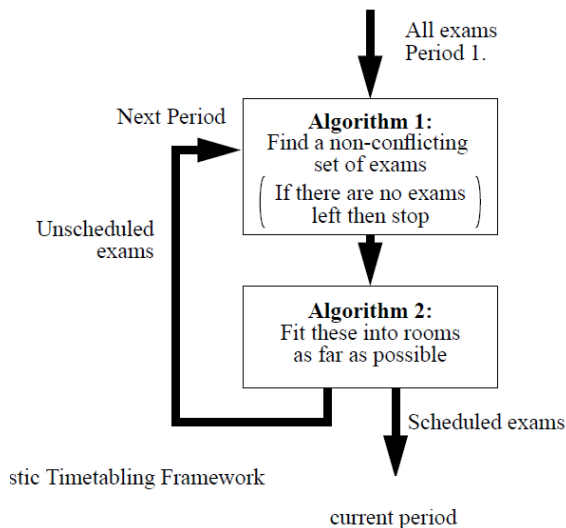 All exams
Period 1.
Next Period
Algorithm 1:
Find a non-conflicting
set of exams
If there are no exams
left then stop
Unscheduled
exams
Algorithm 2:
Fit these into rooms
as far as possible
Scheduled exams
stic Timetabling Framework
current period